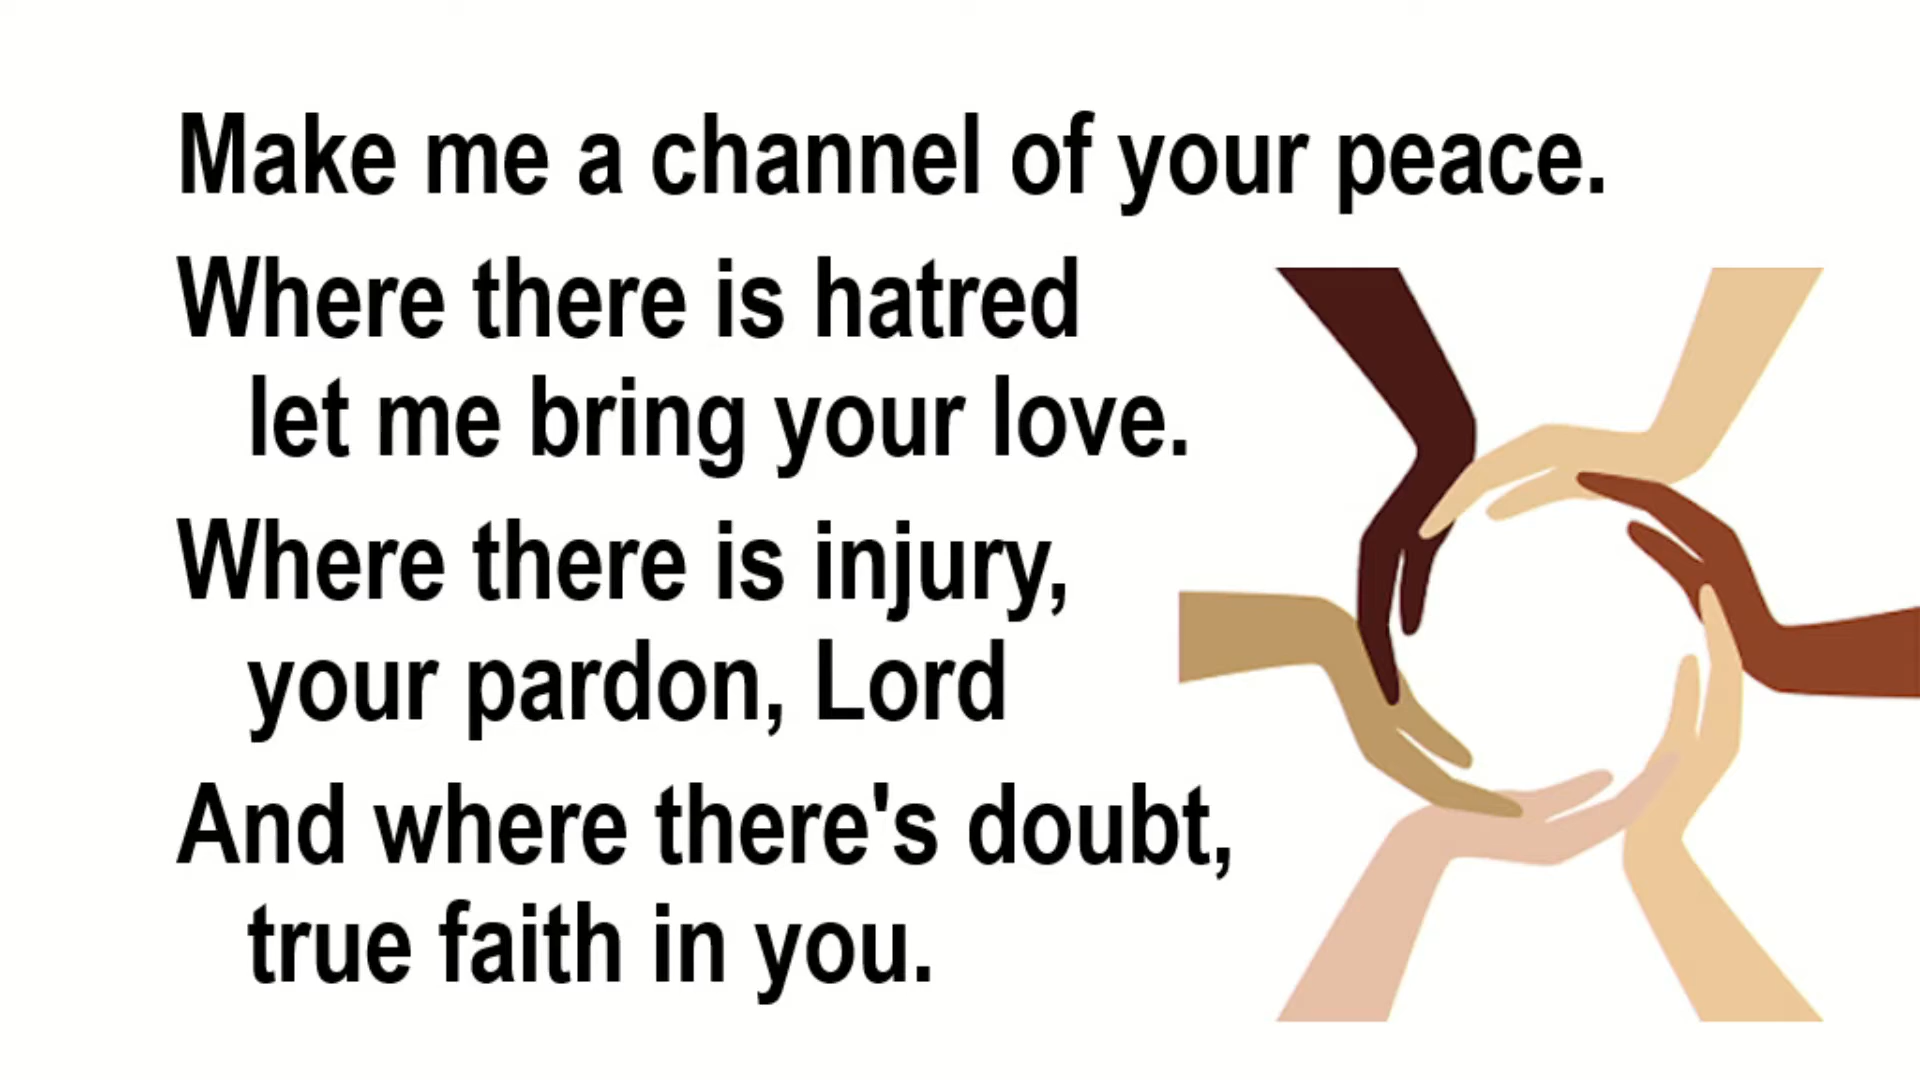 Make me a channel of your peace.
Where there is hatred
let me bring your love.
Where there is injury,
your pardon, Lord
And where there's doubt,
true faith in you.